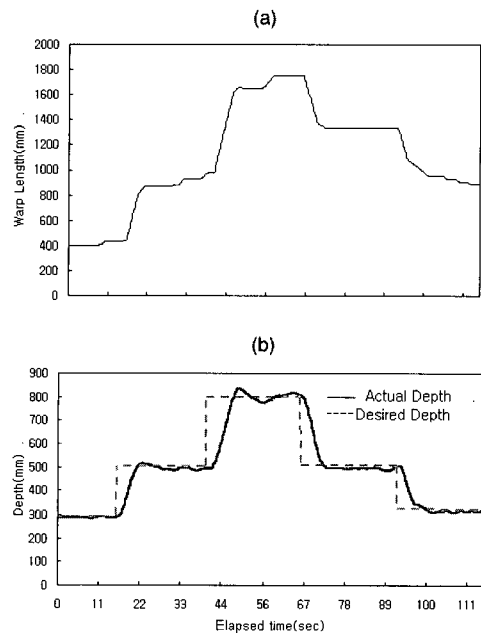 (a)
2000
1800
1600
1400
1200
1000
800
600
400
200
0
Warp Length(mm)
(b)
900
800
700
600
500
400
300
200
100
0
Depth(mm)
Actual Depth
Desired Depth
0 11 22 33 44 56 67 78 89 100 111
Elapsed time(sec)